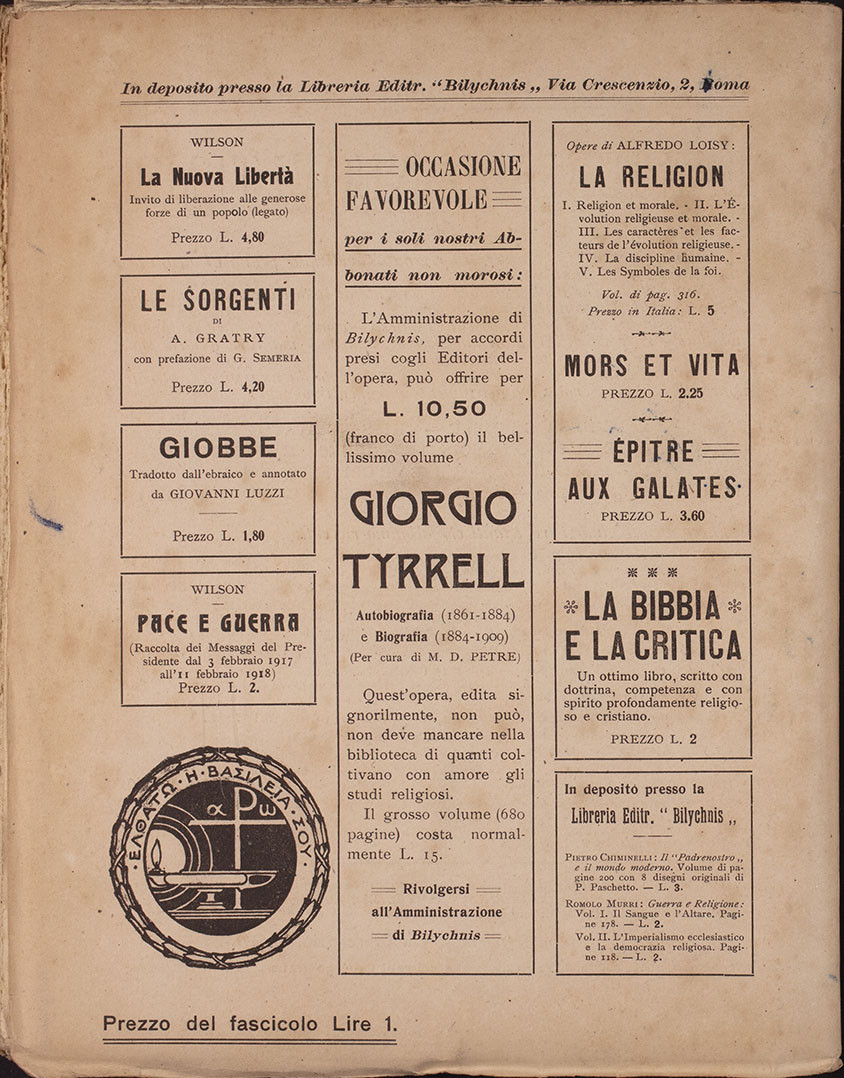 In deposito presso la Libreria Editr. “Bilychnis „ Via Crescenzio, 2, Roma
WILSON
La Nuova Libertà
Invito di liberazione alle generose
forze di un popolo (legato)
Prezzo L. 4,80
LE SORGENTI
DI
A. GRATRY
con prefazione di G. SEMERIA
Prezzo L. 4,20
GIOBBE
Tradotto dall'ebraico e annotato
da GIOVANNI LUZZI
Prezzo L. 1,80
WILSON
PACE E GUERRA
(Raccolta dei Messaggi del Pre-
sidente dal 3 febbraio 1917
all'11 febbraio 1918)
Prezzo L. 2.
ΕΛΘΑΤΩ · Η · ΒΑΣΙΛΕΙΑ · ΣΟΥ ·
α Ρ ω
OCCASIONE
FAVOREVOLE
per i soli nostri Ab-
bonati non morosi:
L'Amministrazione di
Bilychnis, per accordi
presi cogli Editori del-
l'opera, può offrire per
L. 10,50
(franco di porto) il bel-
lissimo volume
GIORGIO
TYRRELL
Autobiografia (1861-1884)
e Biografia (1884-1909)
(Per cura di M. D. PETRE)
Quest'opera, edita si-
gnorilmente, non può,
non deve mancare nella
biblioteca di quanti col-
tivano con amore gli
studi religiosi.
Il grosso volume (680
pagine) costa normal-
mente L. 15.
Rivolgersi
all'Amministrazione
di Bilychnis
Opere di ALFREDO LOISY:
LA RELIGION
I. Religion et morale. - II. L'É-
volution religieuse et morale. -
III. Les caractères et les fac-
teurs de l'évolution religieuse. -
IV. La discipline humaine. -
V. Les Symboles de la foi.
Vol. di pag. 316.
Prezzo in Italia: L. 5
MORS ET VITA
PREZZO L. 2.25
ÉPITRE
AUX GALATES·
PREZZO L. 3.60
LA BIBBIA
E LA CRITICA
Un ottimo libro, scritto con
dottrina, competenza e con
spirito profondamente religio-
so e cristiano.
PREZZO L. 2
In deposito presso la
Libreria Editr. “ Bilychnis „
PIETRO CHIMINELLI: Il “Padrenostro„
e il mondo moderno. Volume di pa-
gine 200 con 8 disegni originali di
P. Paschetto. — L. 3.
ROMOLO MURRI: Guerra e Religione:
Vol. I. Il Sangue e l'Altare. Pagi-
ne 178. — L. 2.
Vol. II. L'Imperialismo ecclesiastico
e la democrazia religiosa. Pagi-
ne 118. — L. 2.
Prezzo del fascicolo Lire 1.